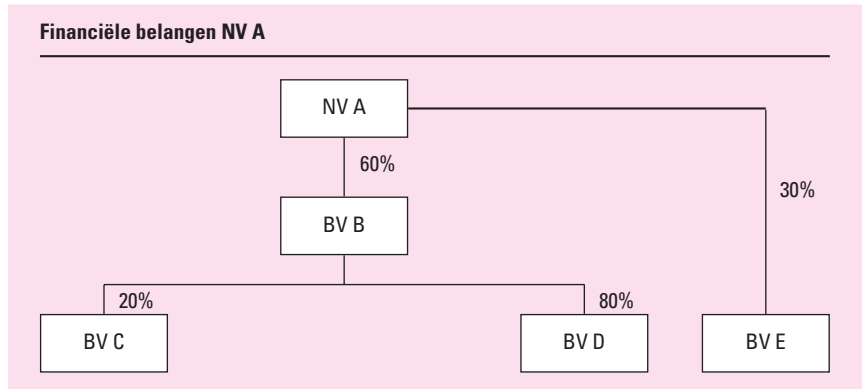 Financiële belangen NV A
NV A
60%
30%
BV B
20%
80%
BV C
BV D
BV E